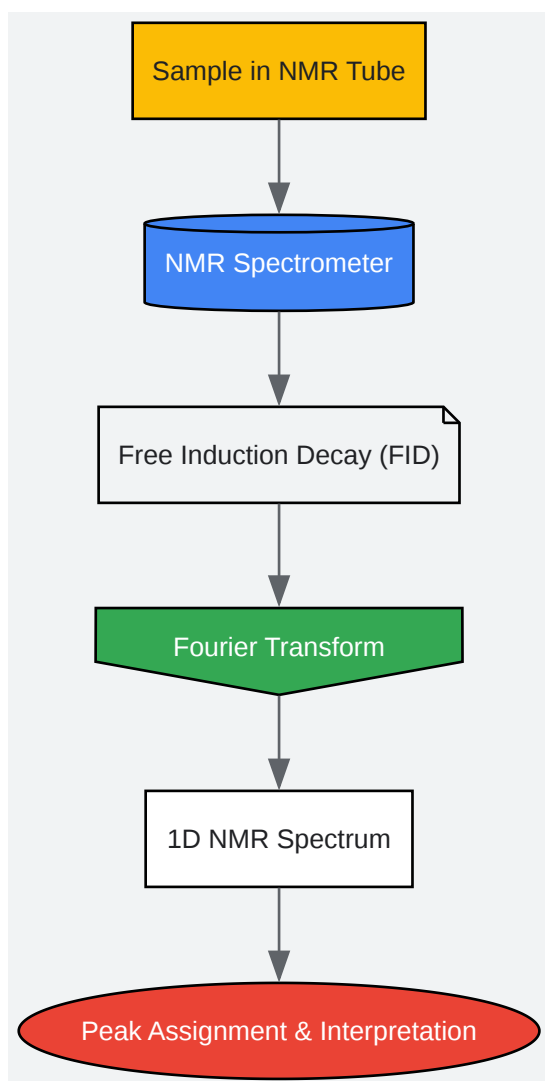 Sample in NMR Tube
NMR Spectrometer
Free Induction Decay (FID)
Fourier Transform
1D NMR Spectrum
Peak Assignment & Interpretation